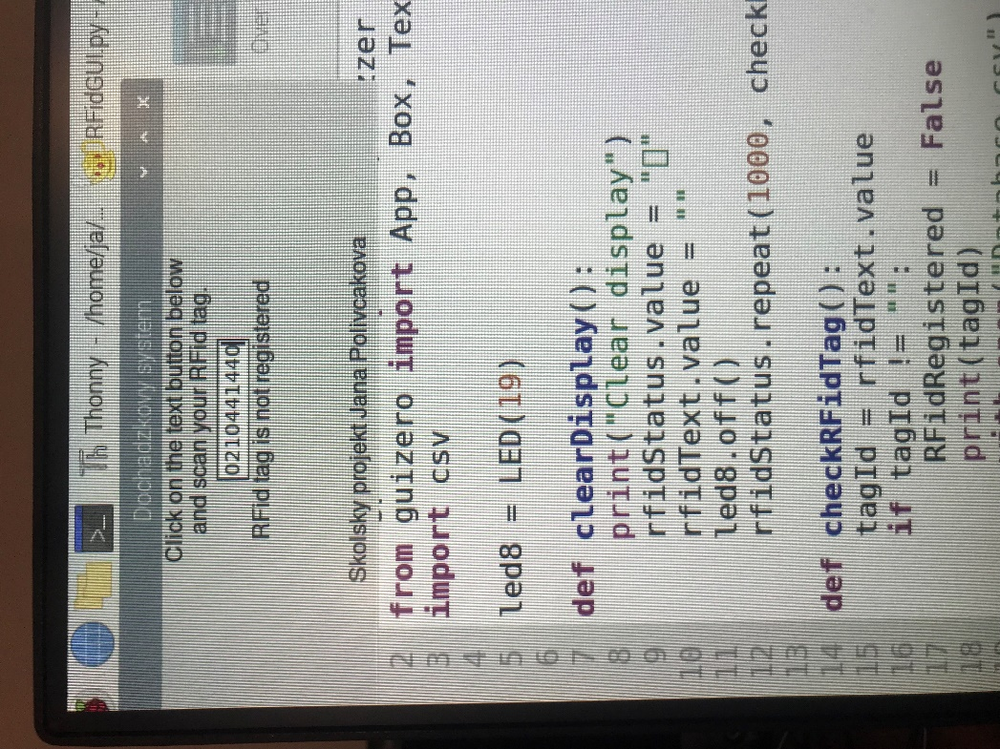 Thonny - /home/ja/...
RFidGUI.py -
Dochadzkovy system
Click on the text button below
and scan your RFid tag.
0210441440
RFid tag is not registered
Over
Skolsky projekt Jana Polivcakova
2 from guizero import App, Box, Tex
3 import csv
4
5 led8 = LED(19)
6
7 def clearDisplay():
8 print("Clear display")
9 rfidStatus.value = "▯"
10 rfidText.value = ""
11 led8.off()
12 rfidStatus.repeat(1000, check
13
14 def checkRFidTag():
15 tagId = rfidText.value
16 if tagId != "":
17 RFidRegistered = False
18 print(tagId)